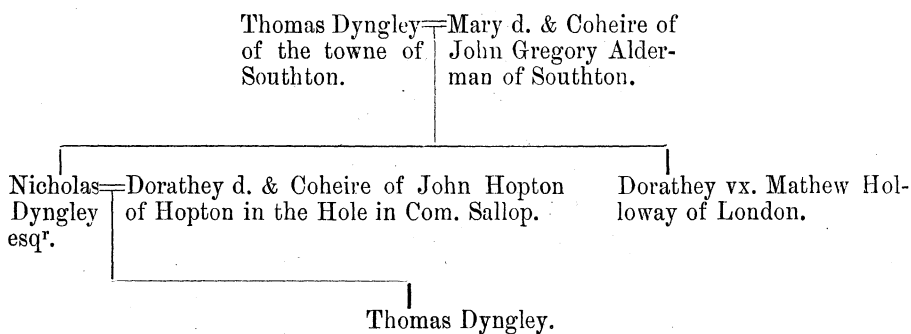 Thomas Dyngley=Mary d. & Coheire of
of the towne of John Gregory Alder-
Southton. man of Southton.
Nicholas=Dorathey d. & Coheire of John Hopton
Dyngley of Hopton in the Hole in Com. Sallop.
esqʳ.
Dorathey vx. Mathew Hol-
loway of London.
Thomas Dyngley.